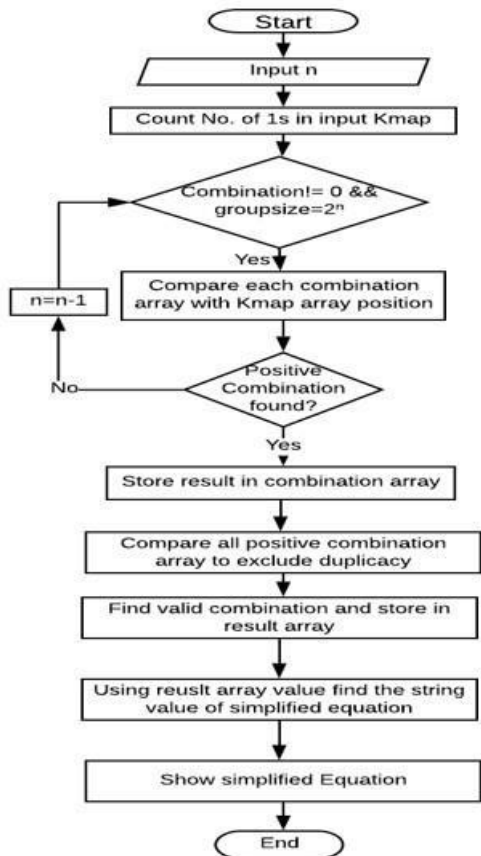 Start
Input n
Count No. of 1s in input Kmap
Combination!= 0 &&
groupsize=2ⁿ
Yes
Compare each combination
array with Kmap array position
n=n-1
Positive
Combination
found?
No
Yes
Store result in combination array
Compare all positive combination
array to exclude duplicacy
Find valid combination and store in
result array
Using reuslt array value find the string
value of simplified equation
Show simplified Equation
End